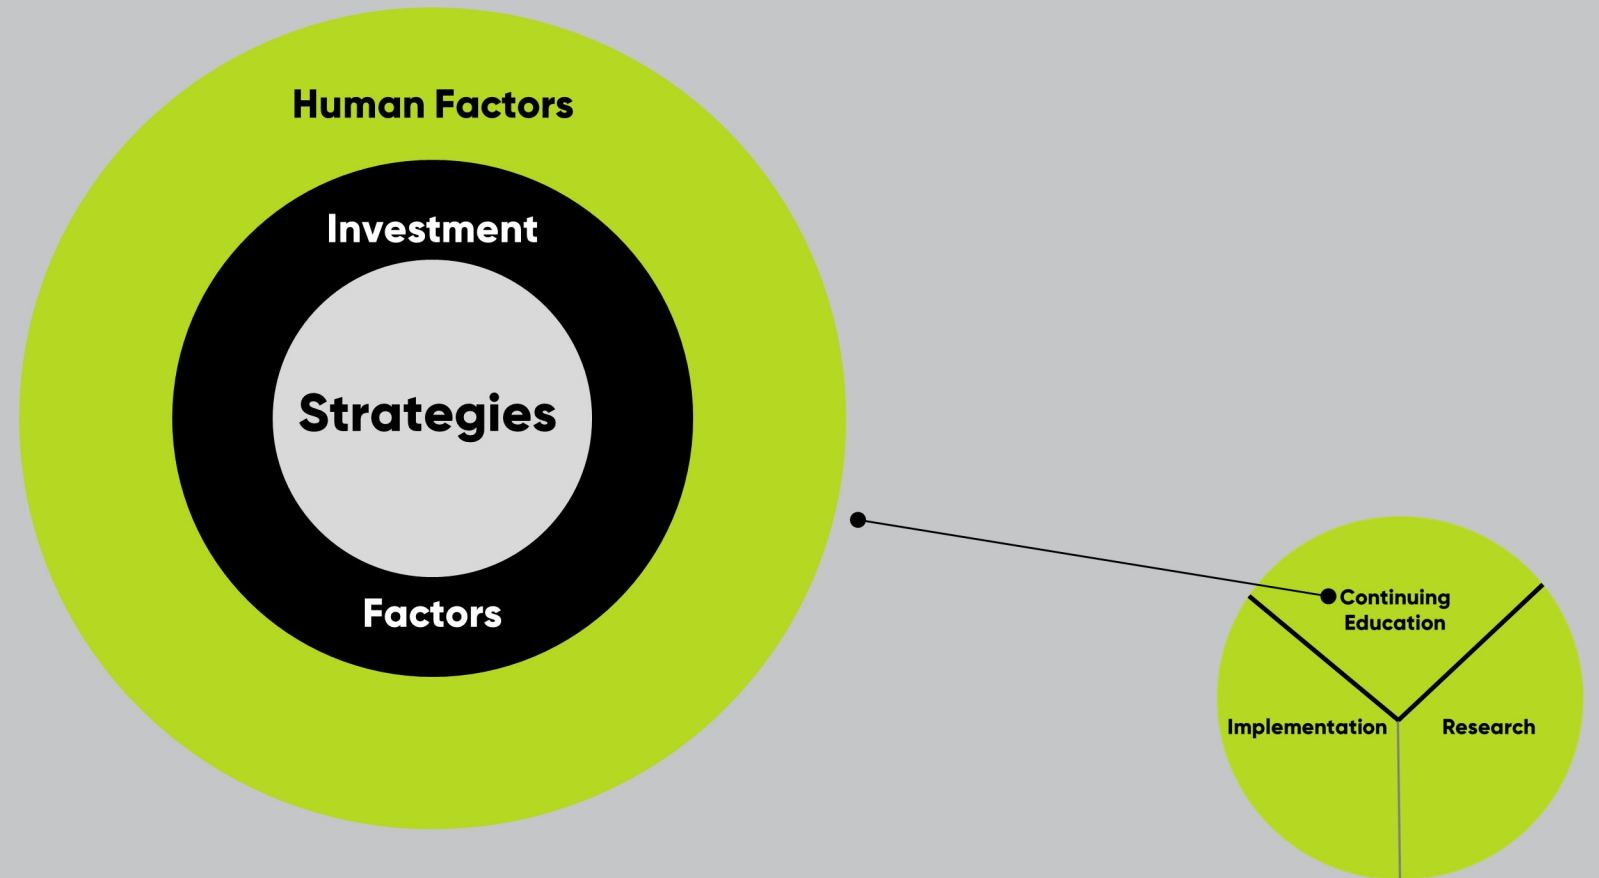 Human Factors
Investment
Strategies
Factors
Continuing
Education
Implementation
Research